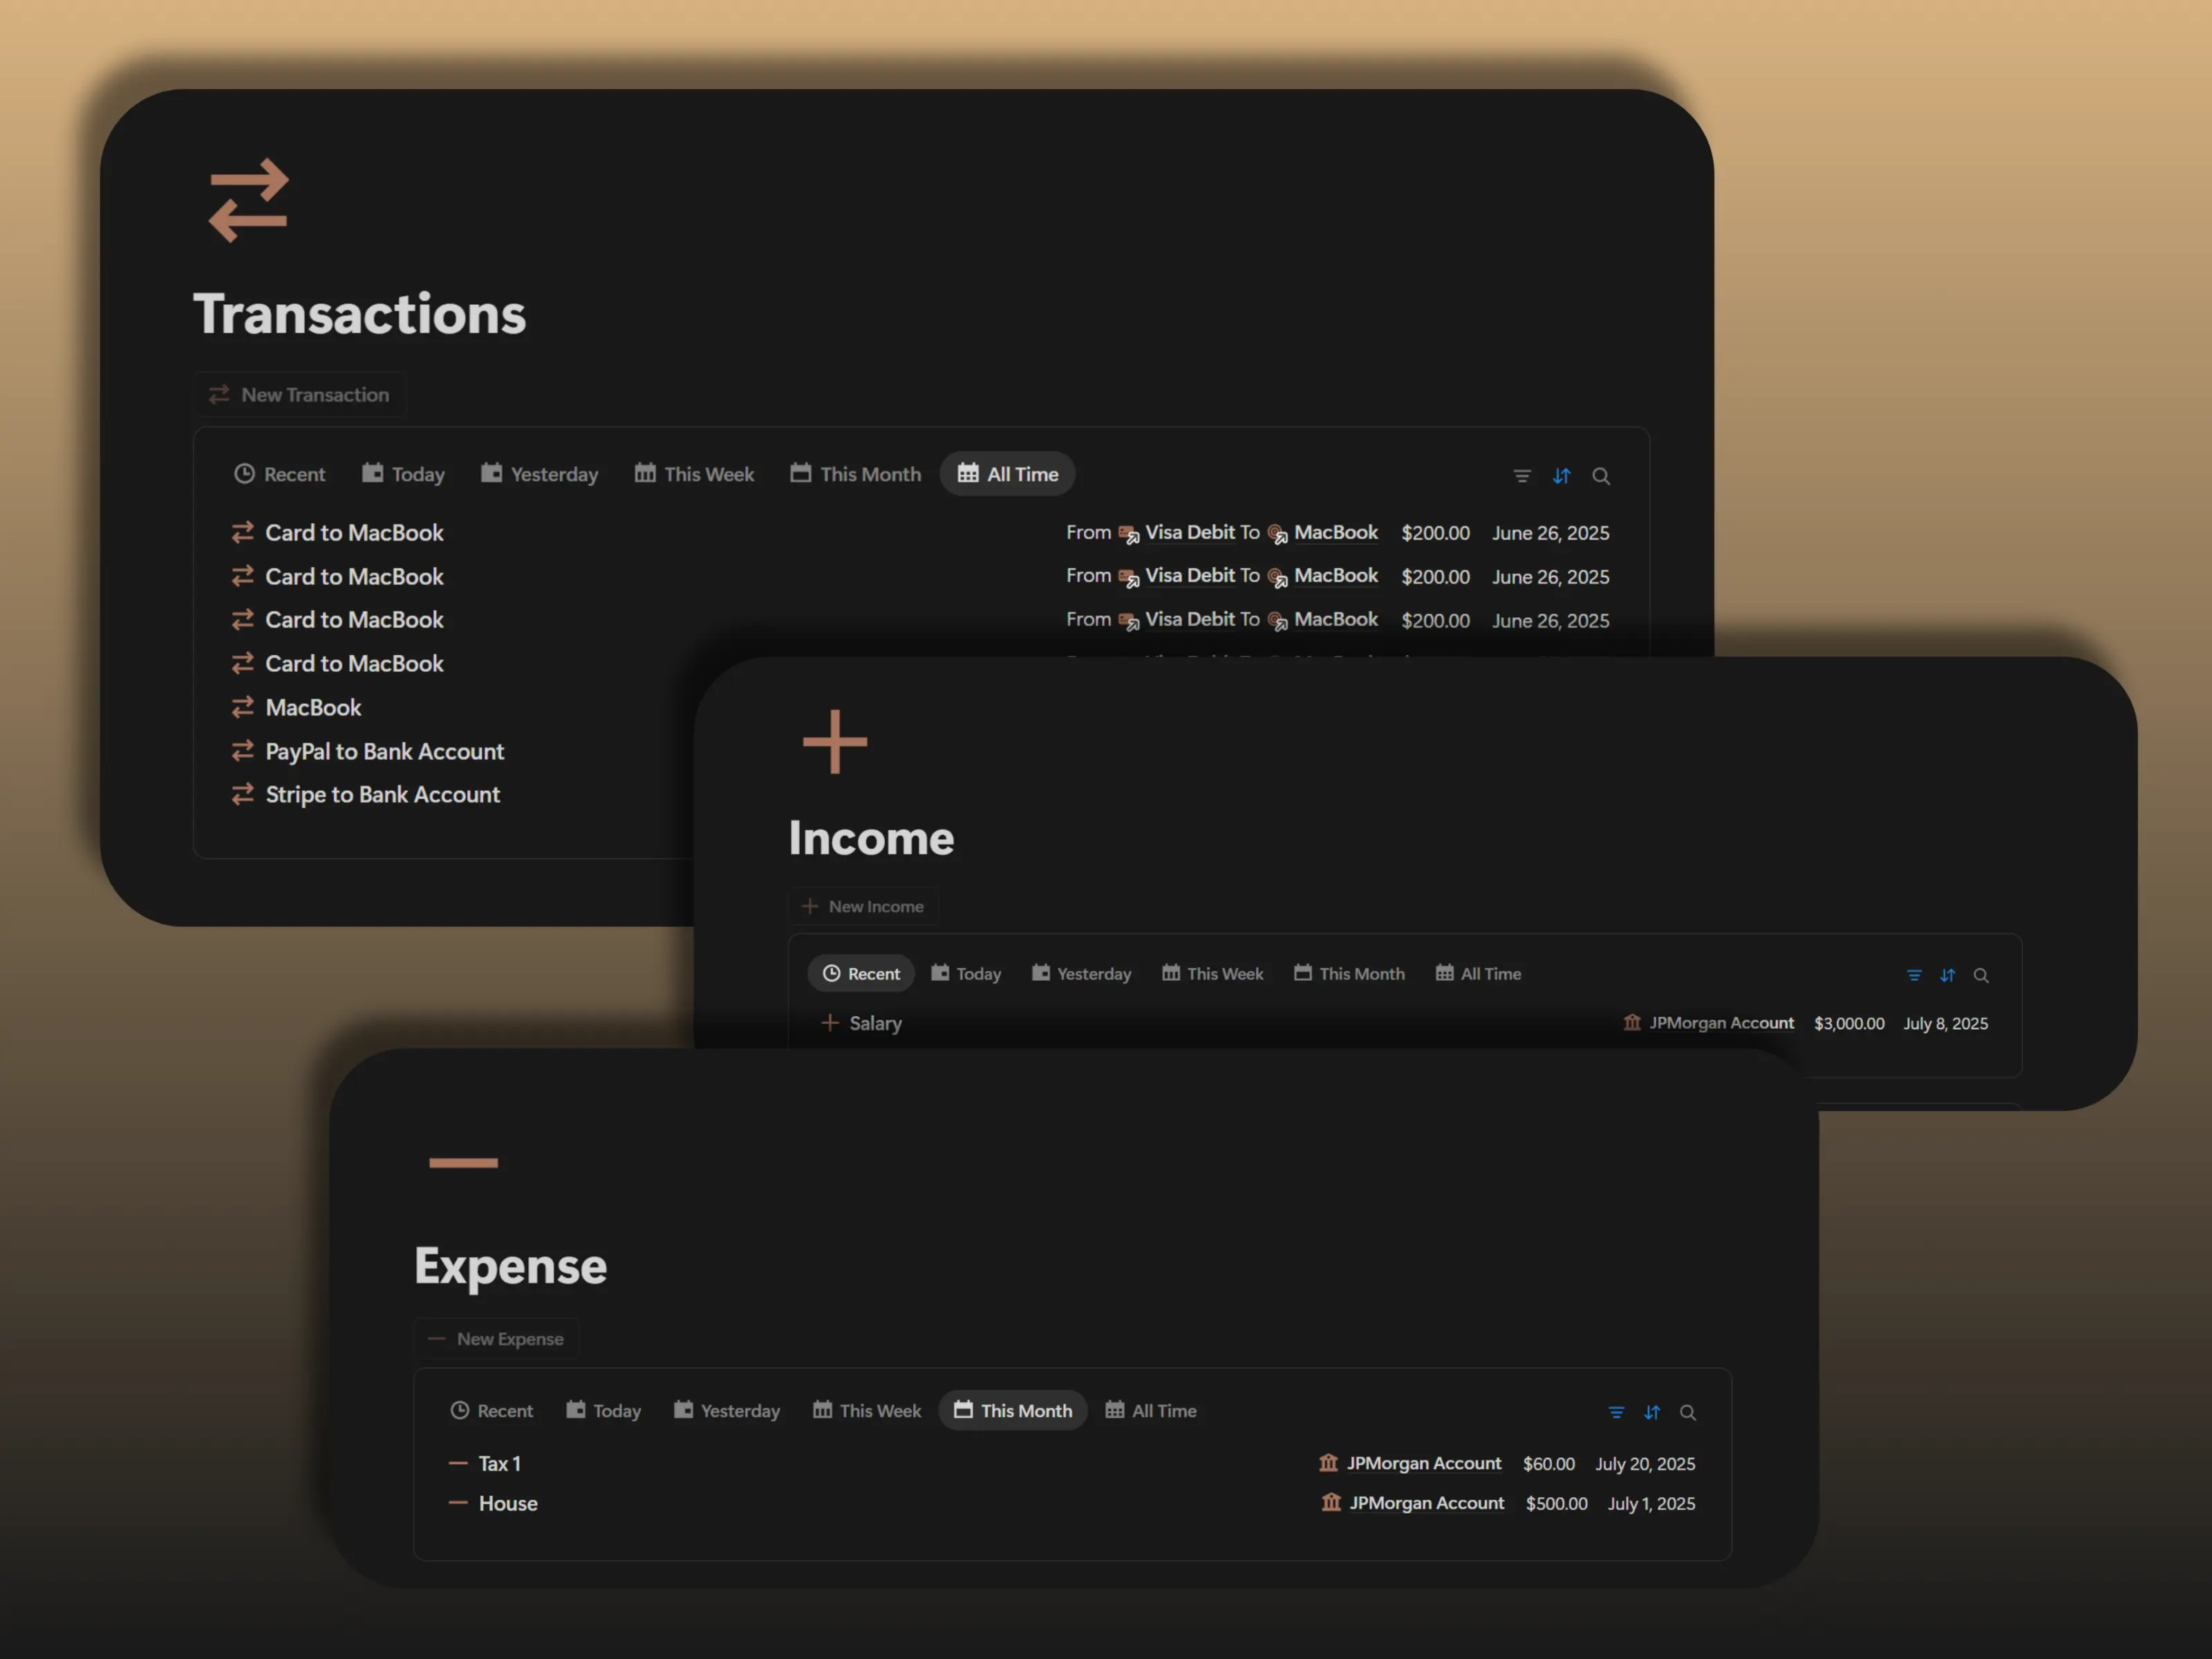 Transactions
New Transaction
Recent Today Yesterday This Week This Month All Time
Card to MacBook From Visa Debit To MacBook $200.00 June 26, 2025
Card to MacBook From Visa Debit To MacBook $200.00 June 26, 2025
Card to MacBook From Visa Debit To MacBook $200.00 June 26, 2025
Card to MacBook
MacBook
PayPal to Bank Account
Stripe to Bank Account
Income
New Income
Recent Today Yesterday This Week This Month All Time
Salary JPMorgan Account $3,000.00 July 8, 2025
Expense
New Expense
Recent Today Yesterday This Week This Month All Time
Tax 1 JPMorgan Account $60.00 July 20, 2025
House JPMorgan Account $500.00 July 1, 2025